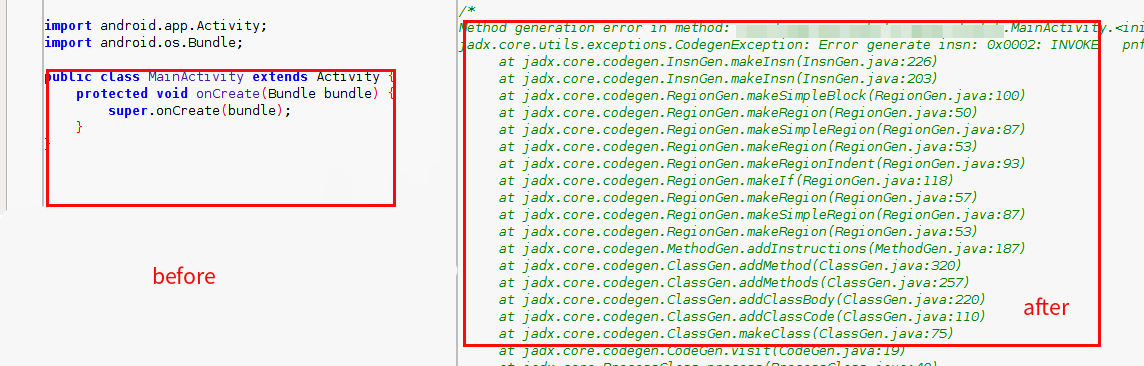 import android.app.Activity;
import android.os.Bundle;
public class MainActivity extends Activity {
protected void onCreate(Bundle bundle) {
super.onCreate(bundle);
}
}
before
/*
Method generation error in method: .MainActivity.<ini
jadx.core.utils.exceptions.CodegenException: Error generate insn: 0x0002: INVOKE pnf
at jadx.core.codegen.InsnGen.makeInsn(InsnGen.java:226)
at jadx.core.codegen.InsnGen.makeInsn(InsnGen.java:203)
at jadx.core.codegen.RegionGen.makeSimpleBlock(RegionGen.java:100)
at jadx.core.codegen.RegionGen.makeRegion(RegionGen.java:50)
at jadx.core.codegen.RegionGen.makeSimpleRegion(RegionGen.java:87)
at jadx.core.codegen.RegionGen.makeRegion(RegionGen.java:53)
at jadx.core.codegen.RegionGen.makeRegionIndent(RegionGen.java:93)
at jadx.core.codegen.RegionGen.makeIf(RegionGen.java:118)
at jadx.core.codegen.RegionGen.makeRegion(RegionGen.java:57)
at jadx.core.codegen.RegionGen.makeSimpleRegion(RegionGen.java:87)
at jadx.core.codegen.RegionGen.makeRegion(RegionGen.java:53)
at jadx.core.codegen.MethodGen.addInstructions(MethodGen.java:187)
at jadx.core.codegen.ClassGen.addMethod(ClassGen.java:320)
at jadx.core.codegen.ClassGen.addMethods(ClassGen.java:257)
at jadx.core.codegen.ClassGen.addClassBody(ClassGen.java:220)
at jadx.core.codegen.ClassGen.addClassCode(ClassGen.java:110)
at jadx.core.codegen.ClassGen.makeClass(ClassGen.java:75)
at jadx.core.codegen.CodeGen.visit(CodeGen.java:19)
after